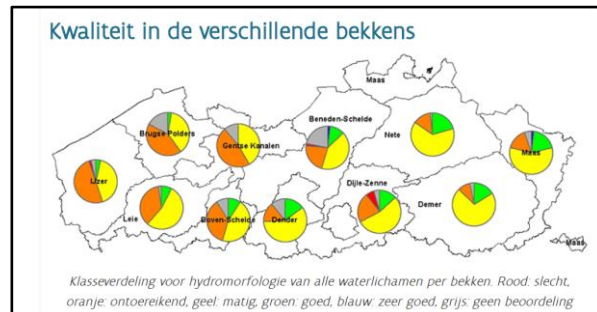 Kwaliteit in de verschillende bekkens
Maas
Beneden-Schelde
Brugse Polders
Gentse Kanalen
Nete
Maas
IJzer
Leie
Boven-Schelde
Dender
Dijle-Zenne
Demer
Maas
Klasseverdeling voor hydromorfologie van alle waterlichamen per bekken. Rood: slecht,
oranje: ontoereikend, geel: matig, groen: goed, blauw: zeer goed, grijs: geen beoordeling